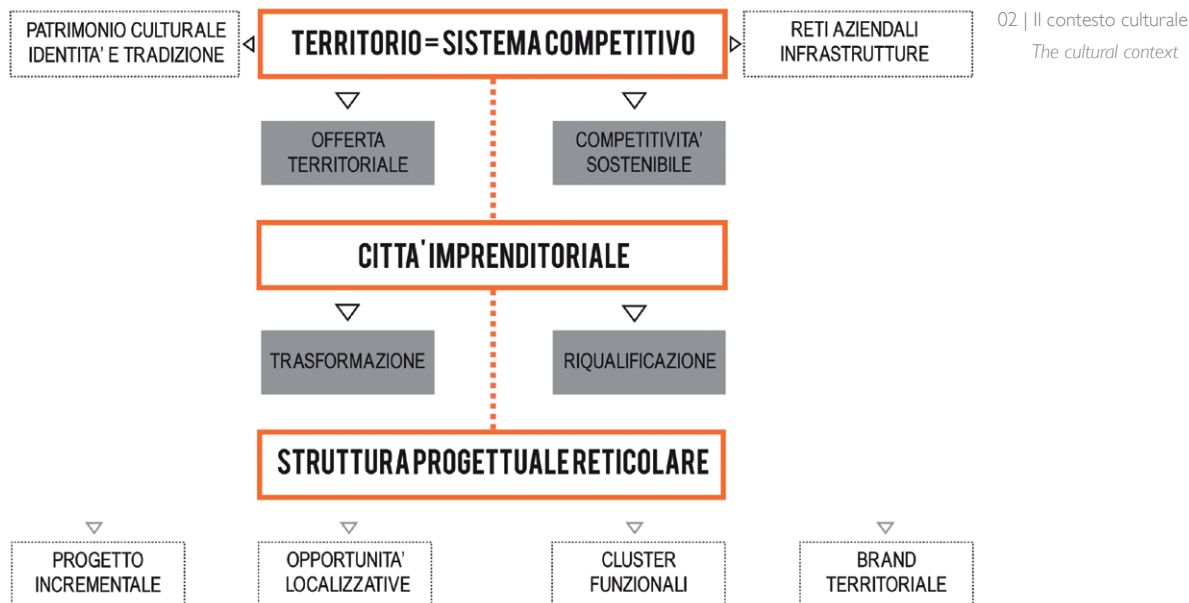 PATRIMONIO CULTURALE
IDENTITA' E TRADIZIONE
TERRITORIO = SISTEMA COMPETITIVO
RETI AZIENDALI
INFRASTRUTTURE
02 | Il contesto culturale
The cultural context
OFFERTA
TERRITORIALE
COMPETITIVITA'
SOSTENIBILE
CITTA' IMPRENDITORIALE
TRASFORMAZIONE
RIQUALIFICAZIONE
STRUTTURA PROGETTUALE RETICOLARE
PROGETTO
INCREMENTALE
OPPORTUNITA'
LOCALIZZATIVE
CLUSTER
FUNZIONALI
BRAND
TERRITORIALE